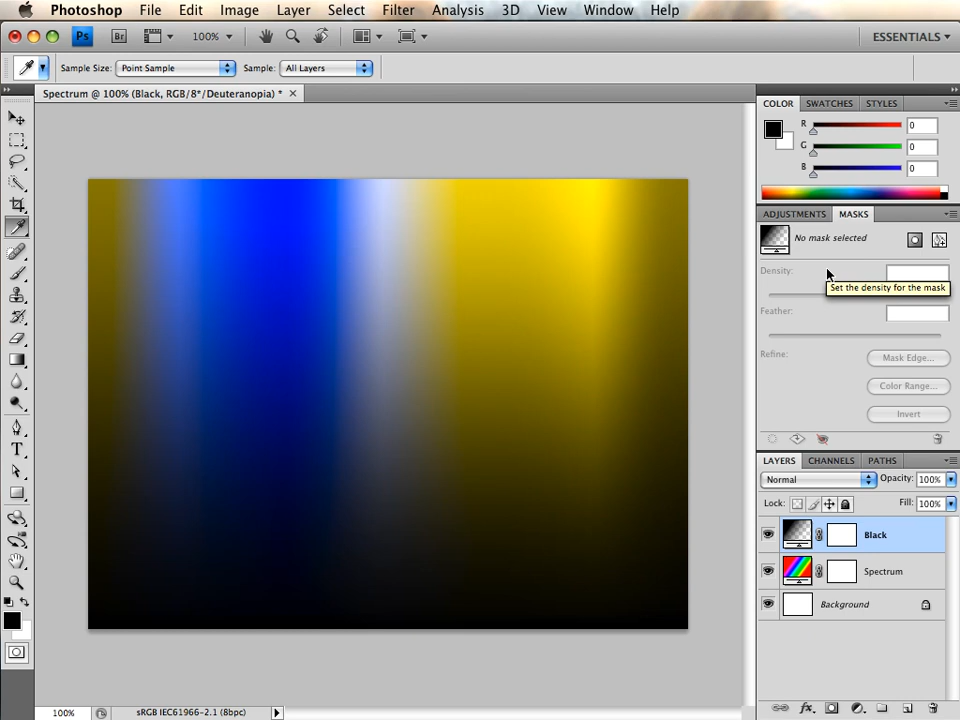 Photoshop File Edit Image Layer Select Filter Analysis 3D View Window Help
Ps Br 100% ESSENTIALS
Sample Size: Point Sample Sample: All Layers
Spectrum @ 100% (Black, RGB/8*/Deuteranopia) *
COLOR SWATCHES STYLES
R 0
G 0
B 0
ADJUSTMENTS MASKS
No mask selected
Density:
Set the density for the mask
Feather:
Refine: Mask Edge...
Color Range...
Invert
LAYERS CHANNELS PATHS
Normal Opacity: 100%
Lock: Fill: 100%
Black
Spectrum
Background
100% sRGB IEC61966-2.1 (8bpc)